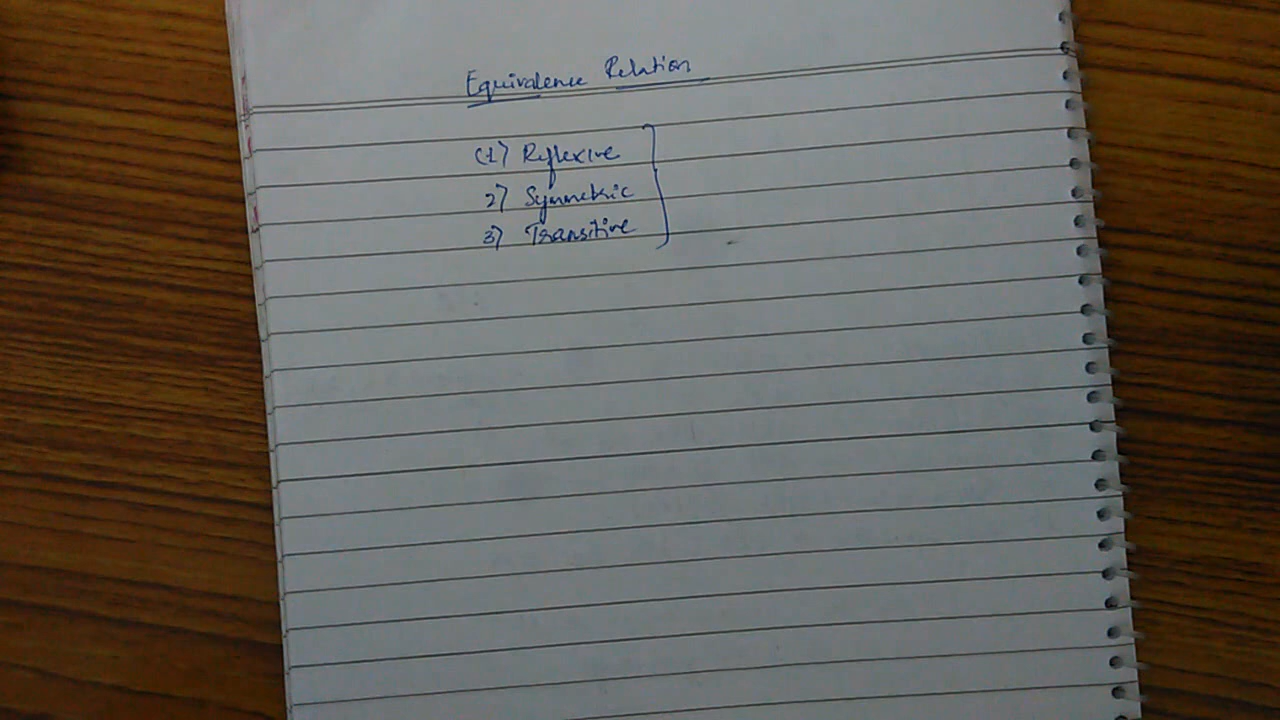 Equivalence Relation
(1) Reflexive
2) Symmetric
3) Transitive